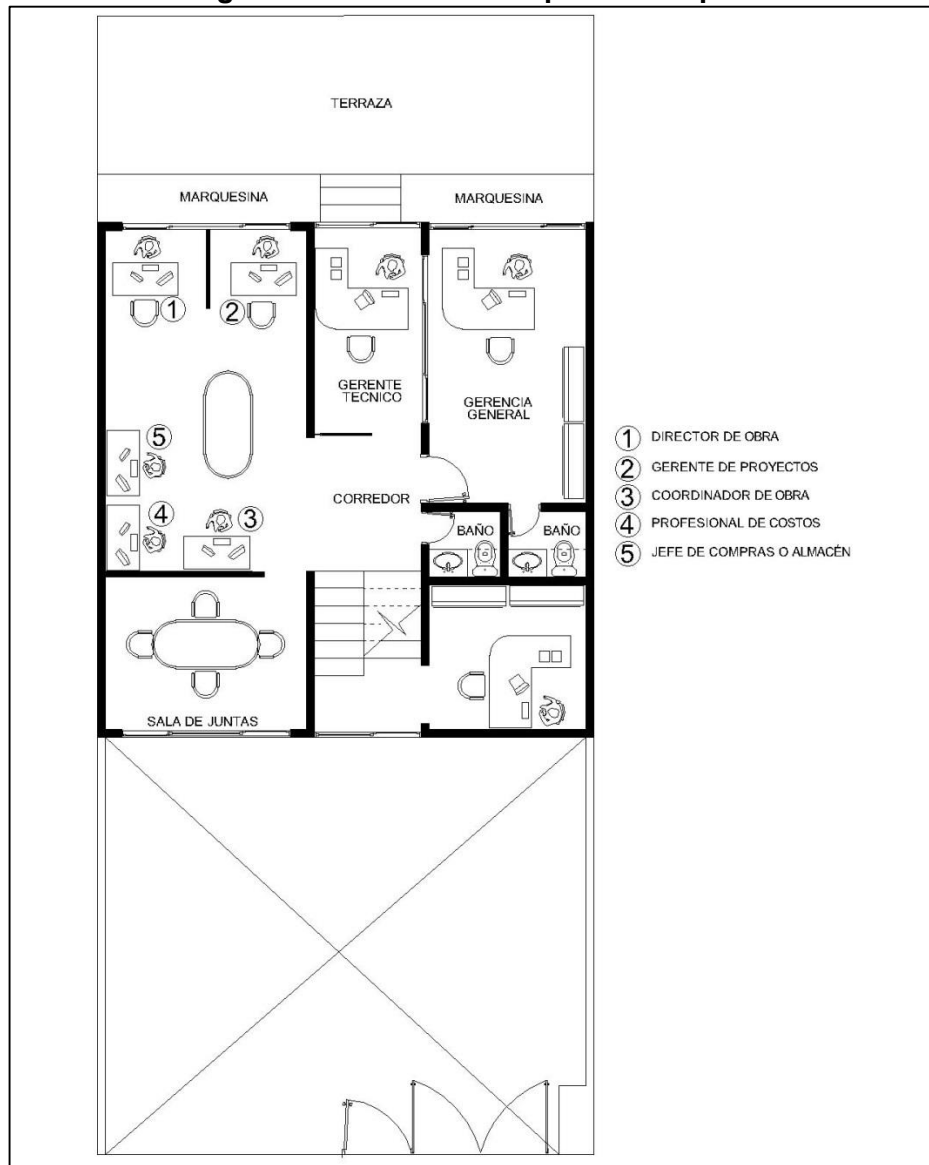 TERRAZA
MARQUESINA
MARQUESINA
1
2
GERENTE
TECNICO
GERENCIA
GENERAL
5
4
3
CORREDOR
BAÑO
BAÑO
SALA DE JUNTAS
1 DIRECTOR DE OBRA
2 GERENTE DE PROYECTOS
3 COORDINADOR DE OBRA
4 PROFESIONAL DE COSTOS
5 JEFE DE COMPRAS O ALMACÉN